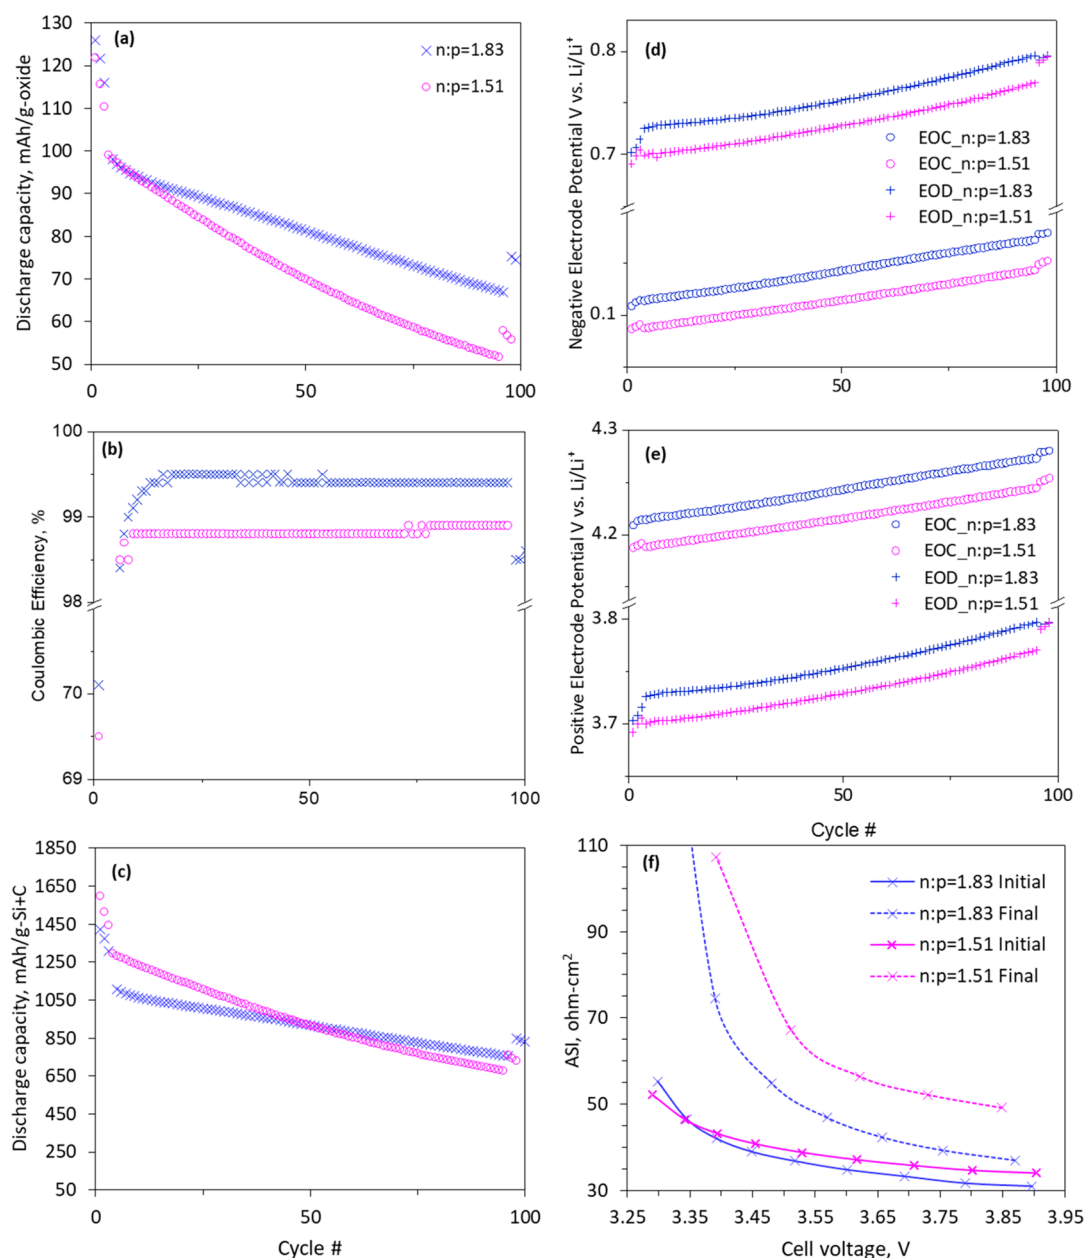 (a)
n:p=1.83
n:p=1.51
Discharge capacity, mAh/g-oxide
130
120
110
100
90
80
70
60
50
0
50
100
(d)
EOC_n:p=1.83
EOC_n:p=1.51
EOD_n:p=1.83
EOD_n:p=1.51
Negative Electrode Potential V vs. Li/Li+
0.8
0.7
0.1
0
50
100
(b)
Coulombic Efficiency, %
100
99
98
70
69
0
50
100
(e)
EOC_n:p=1.83
EOC_n:p=1.51
EOD_n:p=1.83
EOD_n:p=1.51
Positive Electrode Potential V vs. Li/Li+
4.3
4.2
3.8
3.7
0
50
100
Cycle #
(c)
Discharge capacity, mAh/g-Si+C
1850
1650
1450
1250
1050
850
650
450
250
50
0
50
100
Cycle #
(f)
n:p=1.83 Initial
n:p=1.83 Final
n:p=1.51 Initial
n:p=1.51 Final
ASI, ohm-cm²
110
90
70
50
30
3.25
3.35
3.45
3.55
3.65
3.75
3.85
3.95
Cell voltage, V